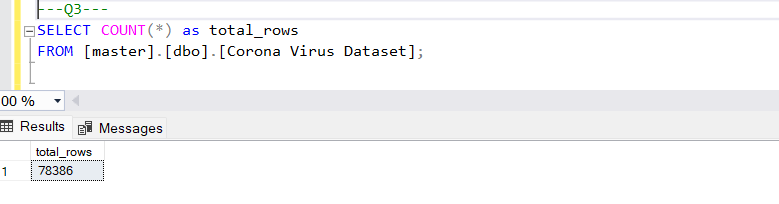 ---Q3---
SELECT COUNT(*) as total_rows
FROM [master].[dbo].[Corona Virus Dataset];
00 %
Results Messages
total_rows
1 78386